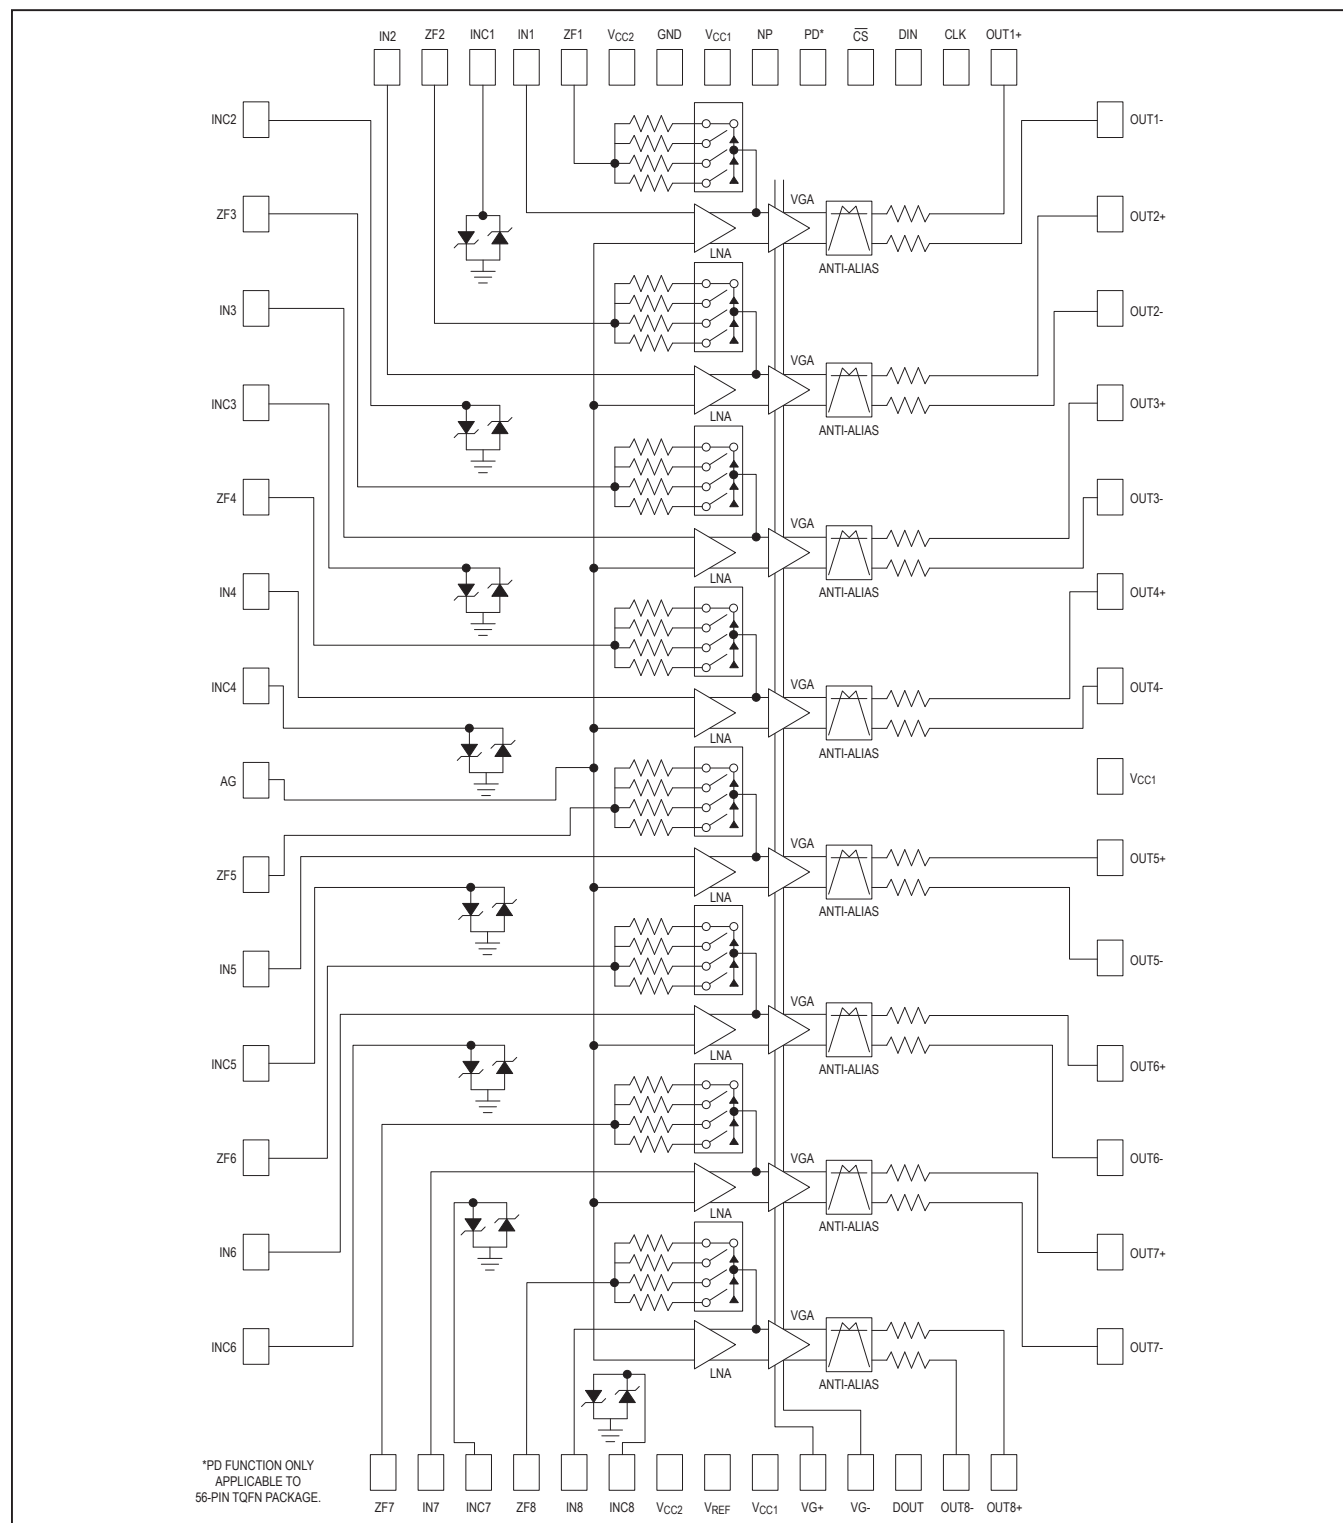 IN2 ZF2 INC1 IN1 ZF1 VCC2 GND VCC1 NP PD* CS DIN CLK OUT1+
INC2 OUT1-
VGA
ZF3 OUT2+
LNA ANTI-ALIAS
IN3 OUT2-
VGA
INC3 OUT3+
LNA ANTI-ALIAS
ZF4 OUT3-
VGA
IN4 LNA ANTI-ALIAS OUT4+
INC4 VGA OUT4-
LNA ANTI-ALIAS
AG VCC1
VGA
ZF5 OUT5+
LNA ANTI-ALIAS
IN5 OUT5-
VGA
INC5 LNA ANTI-ALIAS OUT6+
ZF6 VGA OUT6-
LNA ANTI-ALIAS
IN6 OUT7+
VGA
INC6 OUT7-
LNA ANTI-ALIAS
*PD FUNCTION ONLY
APPLICABLE TO
56-PIN TQFN PACKAGE.
ZF7 IN7 INC7 ZF8 IN8 INC8 VCC2 VREF VCC1 VG+ VG- DOUT OUT8- OUT8+